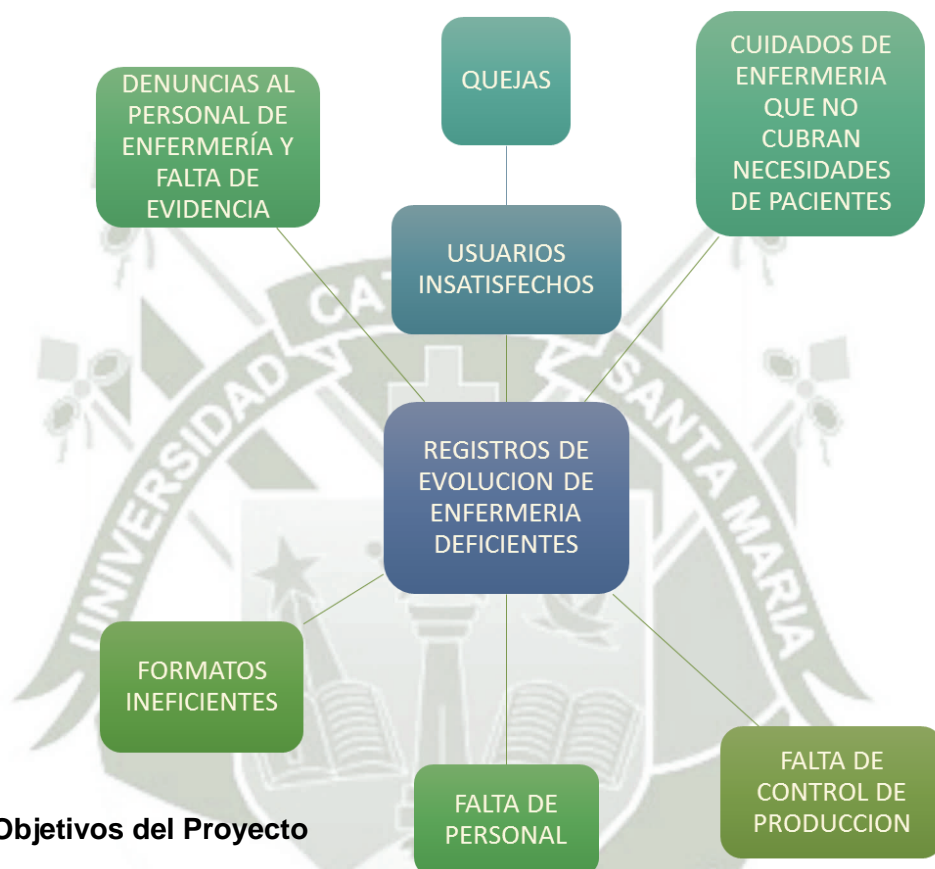 DENUNCIAS AL
PERSONAL DE
ENFERMERÍA Y
FALTA DE
EVIDENCIA
QUEJAS
CUIDADOS DE
ENFERMERIA
QUE NO
CUBRAN
NECESIDADES
DE PACIENTES
USUARIOS
INSATISFECHOS
REGISTROS DE
EVOLUCION DE
ENFERMERIA
DEFICIENTES
FORMATOS
INEFICIENTES
FALTA DE
PERSONAL
FALTA DE
CONTROL DE
PRODUCCION
Objetivos del Proyecto
UNIVERSIDAD
SANTA MARIA